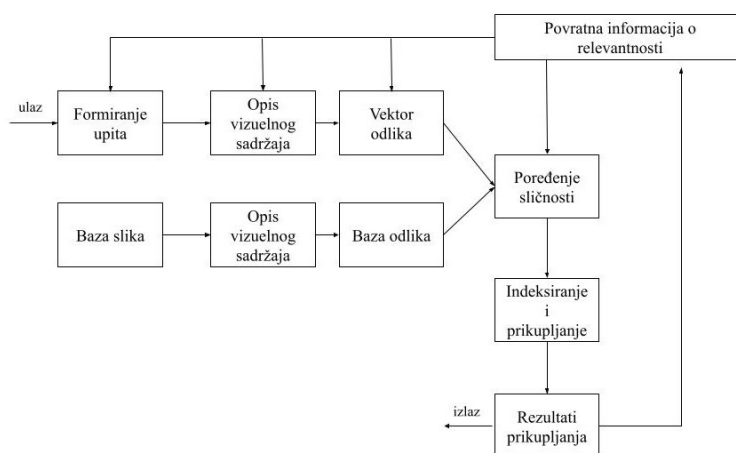 Povratna informacija o
relevantnosti
ulaz
Formiranje
upita
Opis
vizuelnog
sadržaja
Vektor
odlika
Poređenje
sličnosti
Baza slika
Opis
vizuelnog
sadržaja
Baza odlika
Indeksiranje
i
prikupljanje
izlaz
Rezultati
prikupljanja